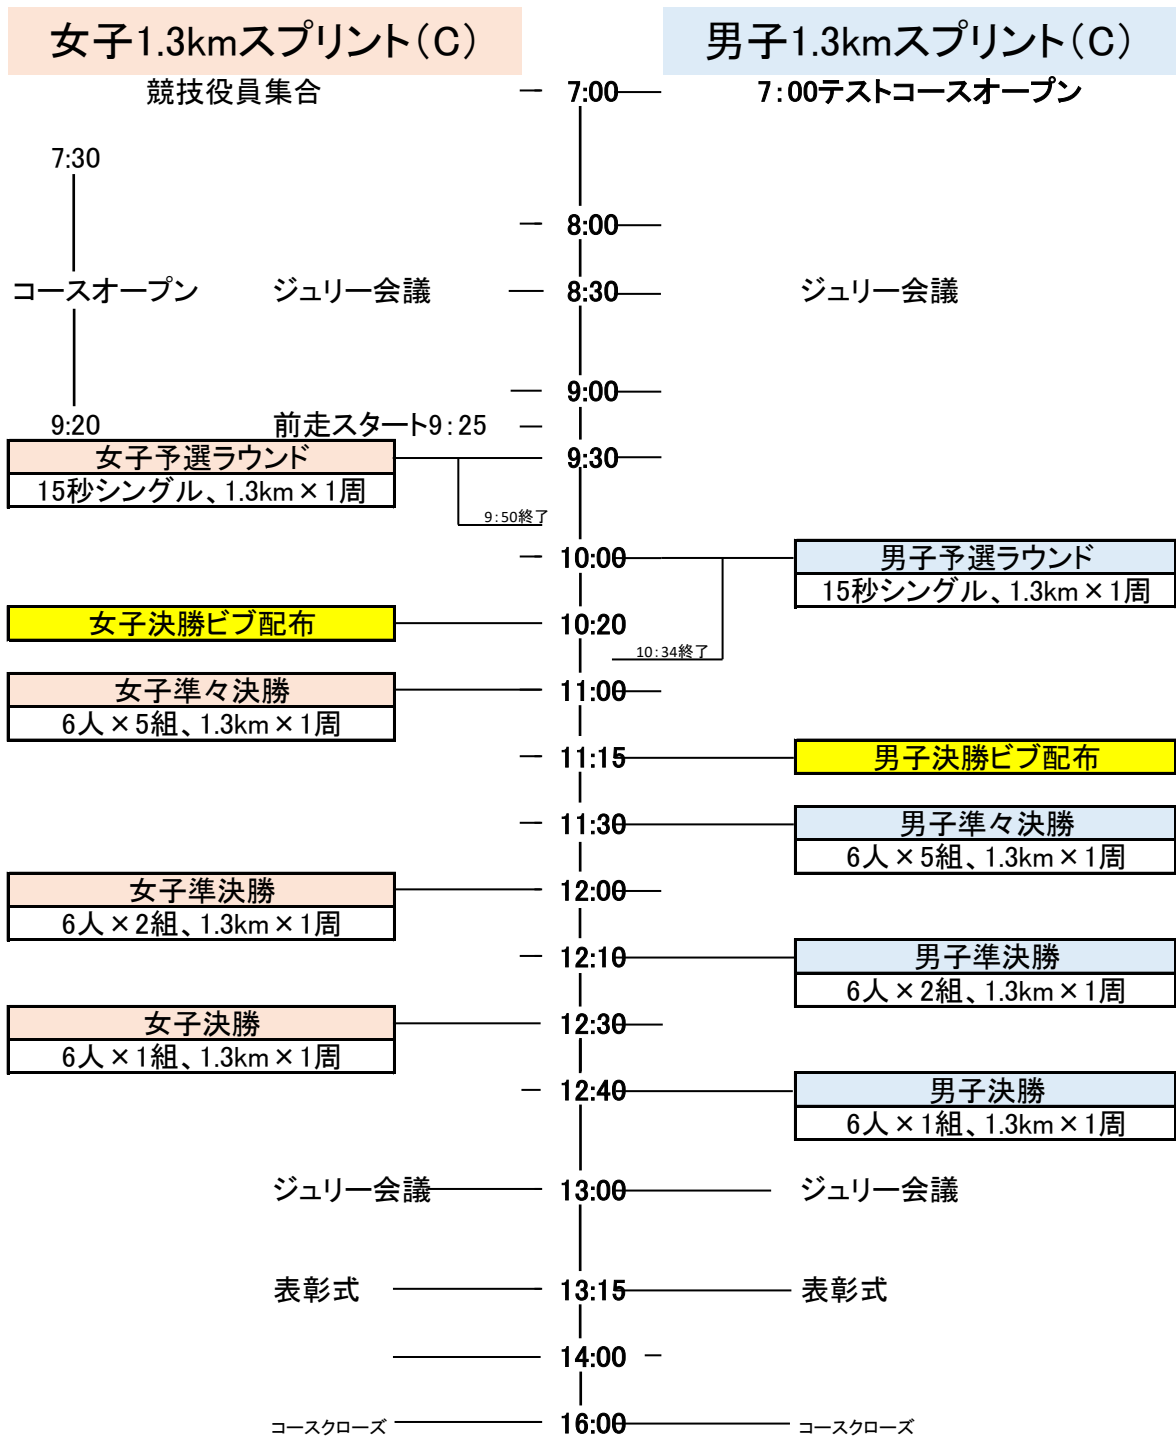 女子1.3kmスプリント(C)
男子1.3kmスプリント(C)
競技役員集合
7:00
7:00テストコースオープン
7:30
8:00
コースオープン
ジュリー会議
8:30
ジュリー会議
9:00
9:20
前走スタート9:25
女子予選ラウンド
9:30
15秒シングル、1.3km×1周
9:50終了
10:00
男子予選ラウンド
15秒シングル、1.3km×1周
女子決勝ビブ配布
10:20
10:34終了
女子準々決勝
11:00
6人×5組、1.3km×1周
11:15
男子決勝ビブ配布
11:30
男子準々決勝
6人×5組、1.3km×1周
女子準決勝
12:00
6人×2組、1.3km×1周
12:10
男子準決勝
6人×2組、1.3km×1周
女子決勝
12:30
6人×1組、1.3km×1周
12:40
男子決勝
6人×1組、1.3km×1周
ジュリー会議
13:00
ジュリー会議
表彰式
13:15
表彰式
14:00
コースクローズ
16:00
コースクローズ